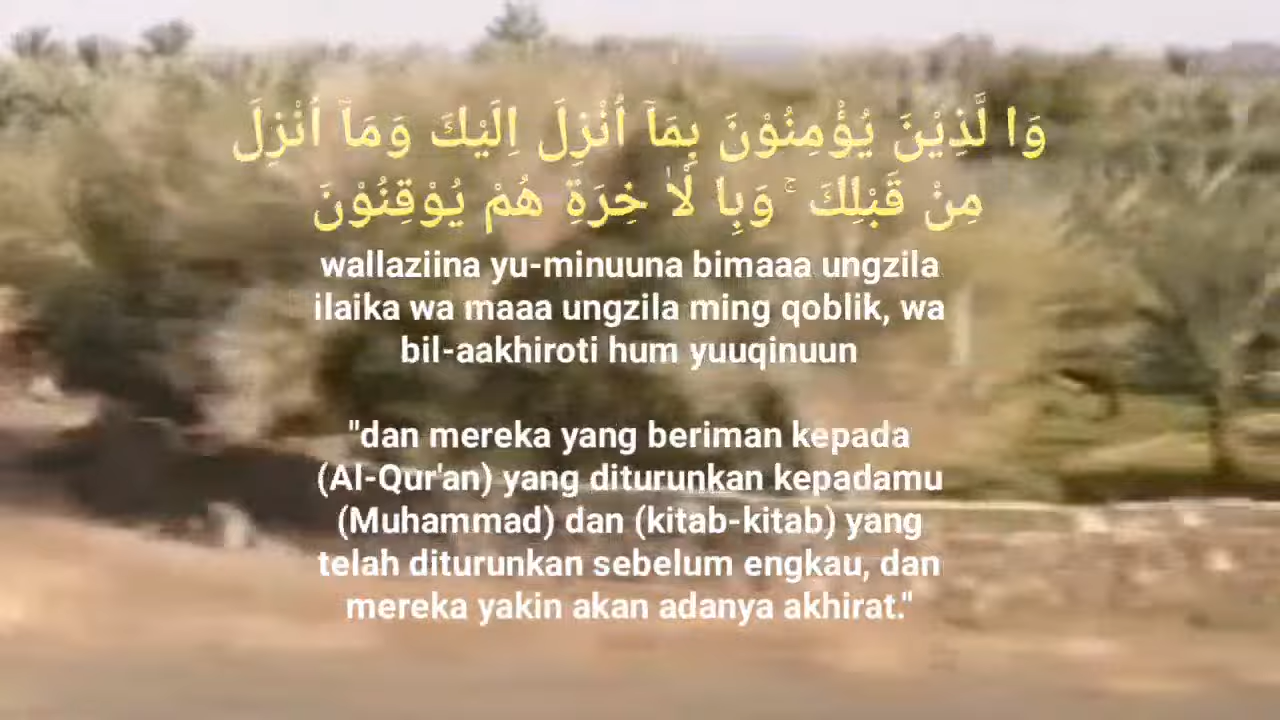 وَا لَّذِيْنَ يُؤْمِنُوْنَ بِمَاۤ اُنْزِلَ اِلَيْكَ وَمَاۤ اُنْزِلَ
مِنْ قَبْلِكَ ۚ وَبِا لْاٰ خِرَةِ هُمْ يُوْقِنُوْنَ
wallaziina yu-minuuna bimaaa ungzila
ilaika wa maaa ungzila ming qoblik, wa
bil-aakhiroti hum yuuqinuun
"dan mereka yang beriman kepada
(Al-Qur'an) yang diturunkan kepadamu
(Muhammad) dan (kitab-kitab) yang
telah diturunkan sebelum engkau, dan
mereka yakin akan adanya akhirat."